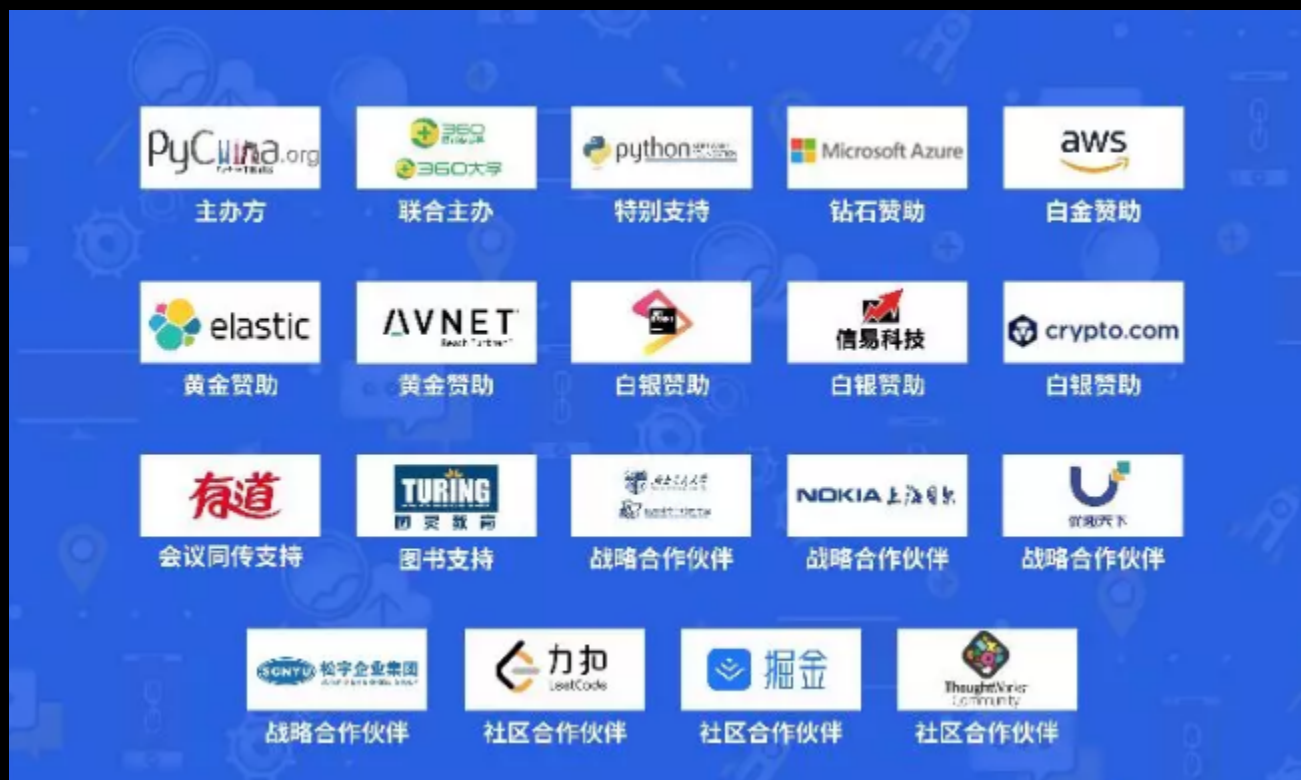 PyChina.org
360
360大学
python
Microsoft Azure
aws
主办方
联合主办
特别支持
钻石赞助
白金赞助
elastic
AVNET
Reach Further
信易科技
crypto.com
黄金赞助
黄金赞助
白银赞助
白银赞助
白银赞助
有道
TURING
图灵教育
NOKIA 上海贝尔
优趣天下
会议同传支持
图书支持
战略合作伙伴
战略合作伙伴
战略合作伙伴
SONYU 松宇企业集团
力扣
LeetCode
掘金
ThoughtWorks
Community
战略合作伙伴
社区合作伙伴
社区合作伙伴
社区合作伙伴